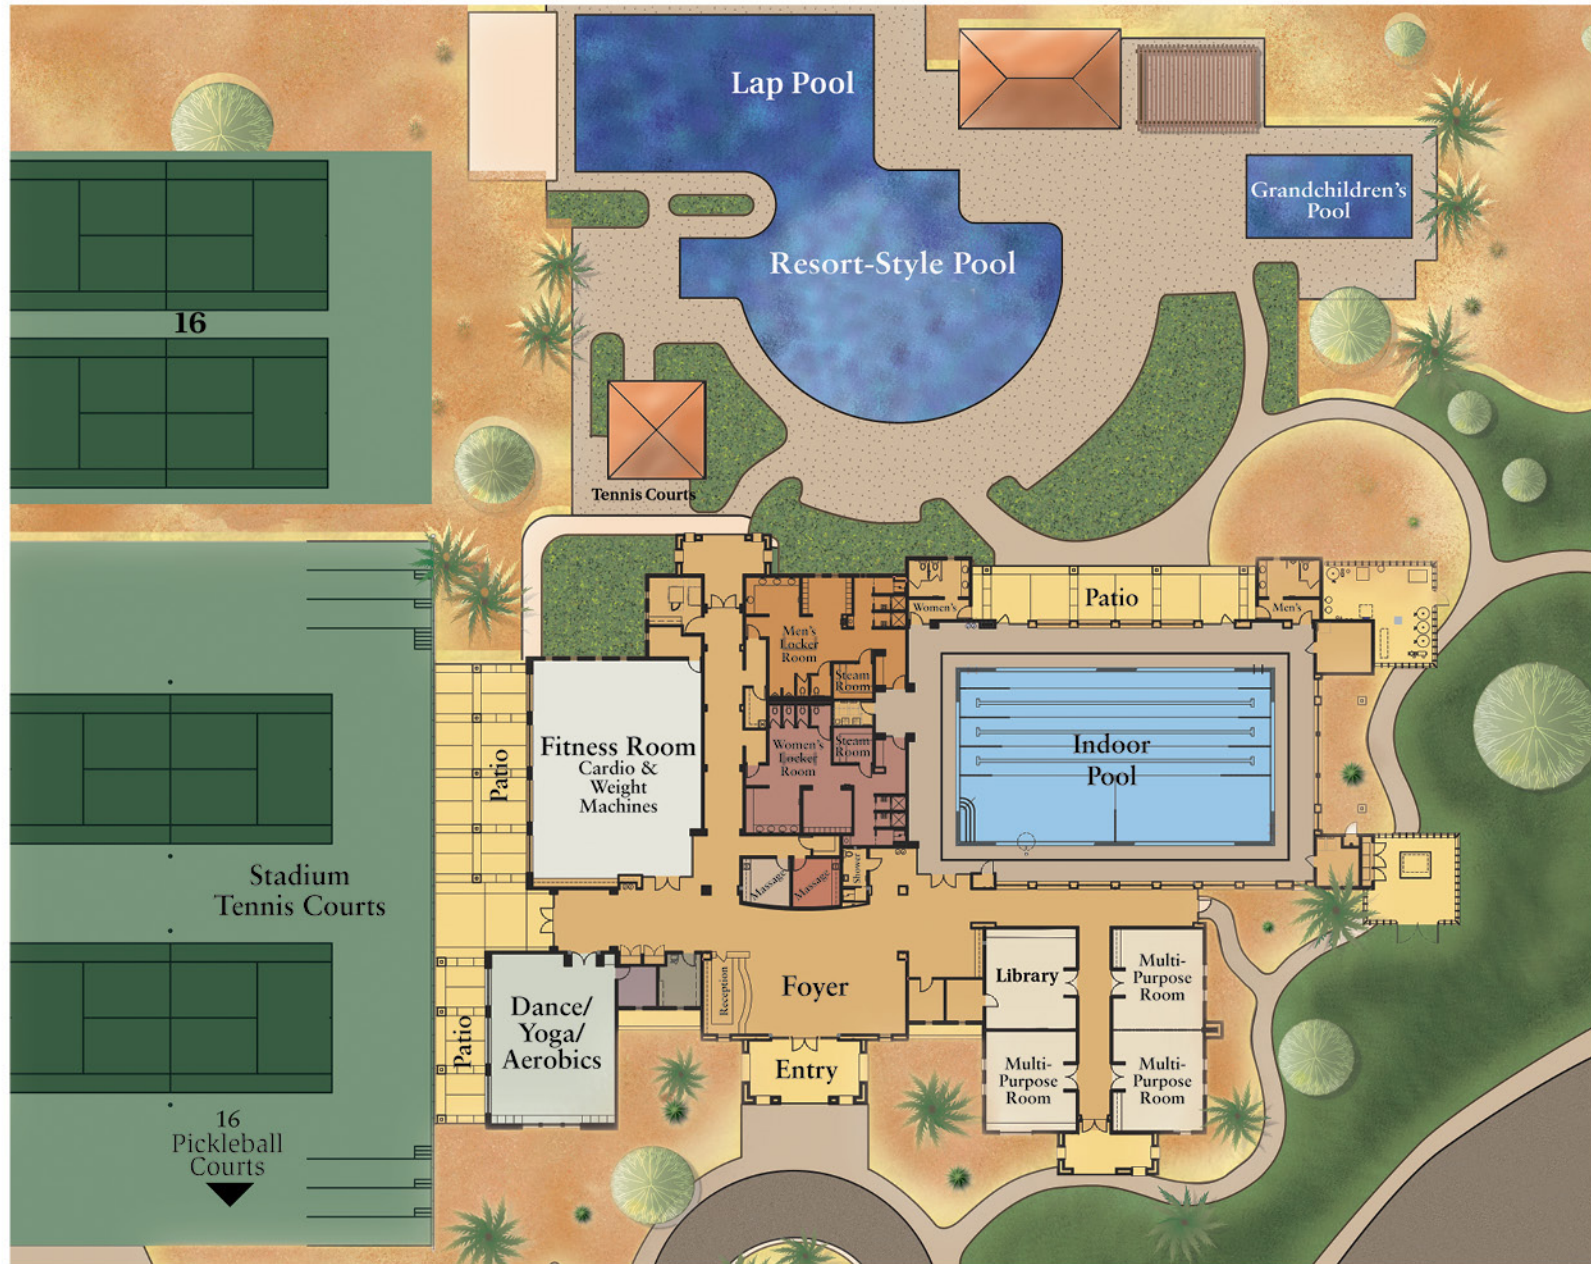 Lap Pool
Grandchildren's
Pool
Resort-Style Pool
16
Tennis Courts
Women's
Patio
Men's
Men's
Locker
Room
Steam
Room
Fitness Room
Cardio &
Weight
Machines
Patio
Women's
Locker
Room
Steam
Room
Indoor
Pool
Massage
Massage
Shower
Stadium
Tennis Courts
Reception
Foyer
Library
Multi-
Purpose
Room
Dance/
Yoga/
Aerobics
Patio
Entry
Multi-
Purpose
Room
Multi-
Purpose
Room
16
Pickleball
Courts